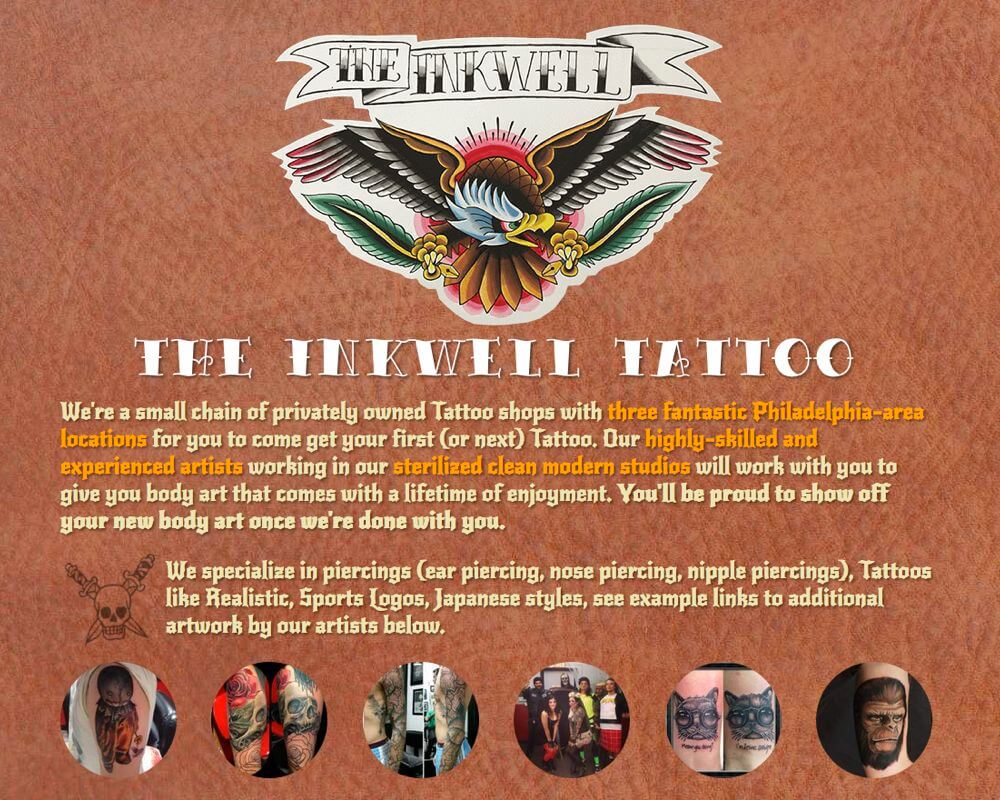 THE INKWELL
THE INKWELL TATTOO
We're a small chain of privately owned Tattoo shops with three fantastic Philadelphia-area
locations for you to come get your first (or next) Tattoo. Our highly-skilled and
experienced artists working in our sterilized clean modern studios will work with you to
give you body art that comes with a lifetime of enjoyment. You'll be proud to show off
your new body art once we're done with you.
We specialize in piercings (ear piercing, nose piercing, nipple piercings), Tattoos
like Realistic, Sports Logos, Japanese styles, see example links to additional
artwork by our artists below.